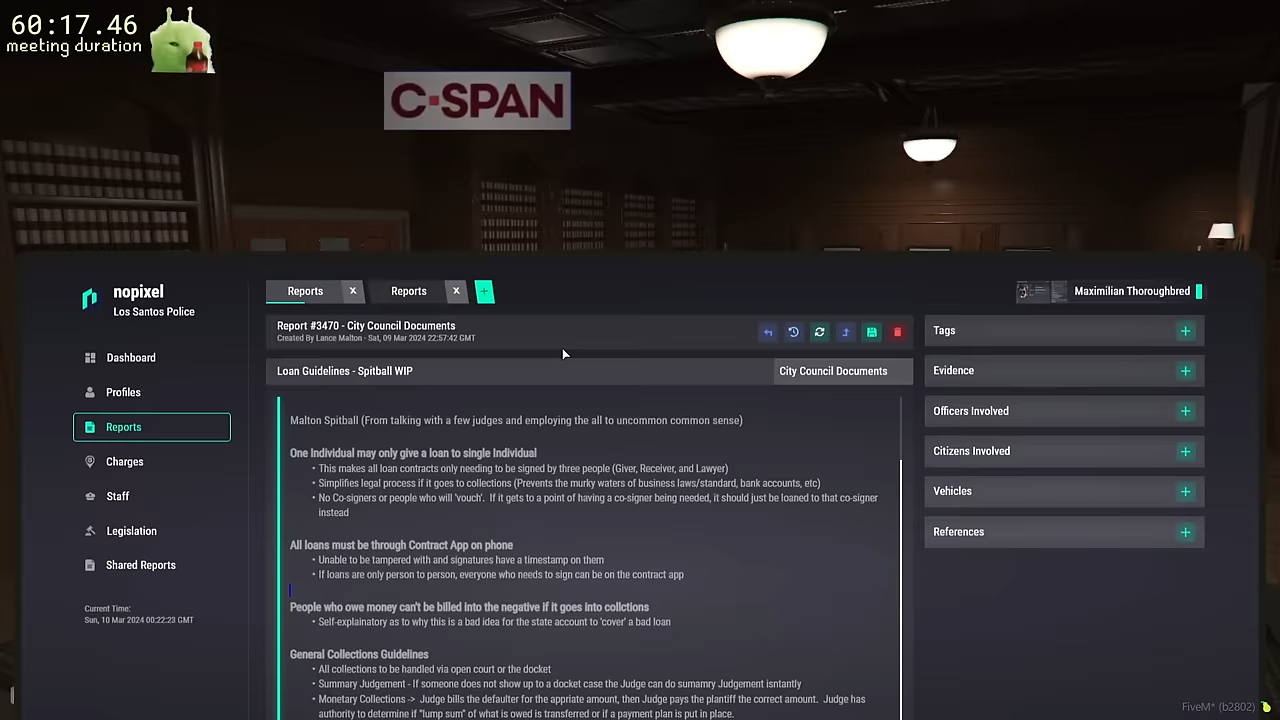 60:17.46
meeting duration
C-SPAN
nopixel
Los Santos Police
Reports x
Reports x
+
Maximilian Thoroughbred
Report #3470 - City Council Documents
Created By Lance Malton - Sat, 09 Mar 2024 22:57:42 GMT
Loan Guidelines - Spitball WIP
City Council Documents
Dashboard
Profiles
Reports
Charges
Staff
Legislation
Shared Reports
Current Time:
Sun, 10 Mar 2024 00:22:23 GMT
Malton Spitball (From talking with a few judges and employing the all to uncommon common sense)
One Individual may only give a loan to single Individual
• This makes all loan contracts only needing to be signed by three people (Giver, Receiver, and Lawyer)
• Simplifies legal process if it goes to collections (Prevents the murky waters of business laws/standard, bank accounts, etc)
• No Co-signers or people who will 'vouch'. If it gets to a point of having a co-signer being needed, it should just be loaned to that co-signer
instead
All loans must be through Contract App on phone
• Unable to be tampered with and signatures have a timestamp on them
• If loans are only person to person, everyone who needs to sign can be on the contract app
People who owe money can't be billed into the negative if it goes into collctions
• Self-explainatory as to why this is a bad idea for the state account to 'cover' a bad loan
General Collections Guidelines
• All collections to be handled via open court or the docket
• Summary Judgement - If someone does not show up to a docket case the Judge can do sumamry Judgement isntantly
• Monetary Collections -> Judge bills the defaulter for the appriate amount, then Judge pays the plantiff the correct amount. Judge has
authority to determine if "lump sum" of what is owed is transferred or if a payment plan is put in place.
Tags +
Evidence +
Officers Involved +
Citizens Involved +
Vehicles +
References +
FiveM* (b2802)